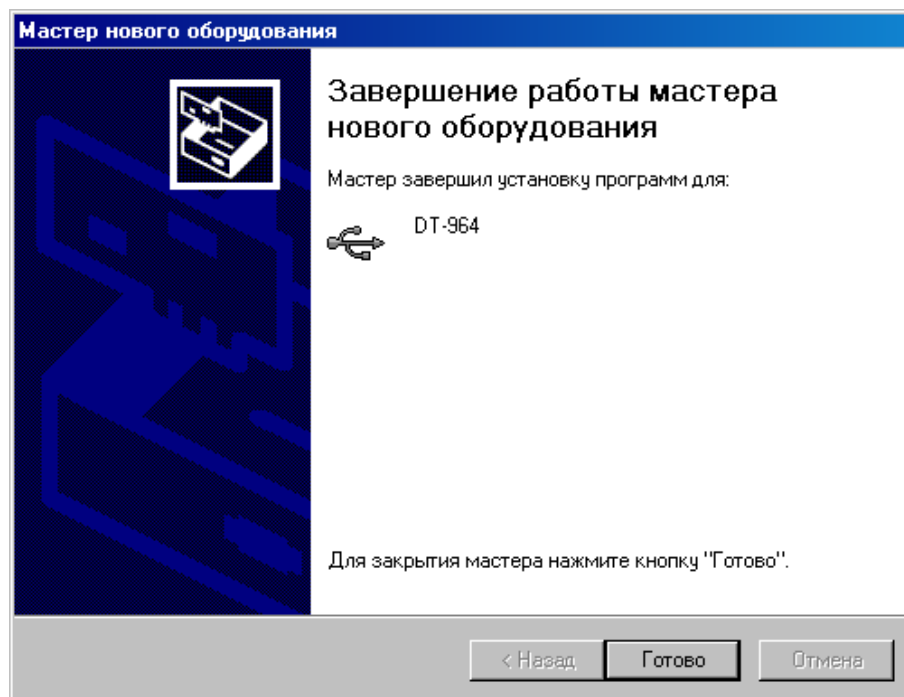 Мастер нового оборудования
Завершение работы мастера
нового оборудования
Мастер завершил установку программ для:
DT-964
Для закрытия мастера нажмите кнопку "Готово".
< Назад
Готово
Отмена